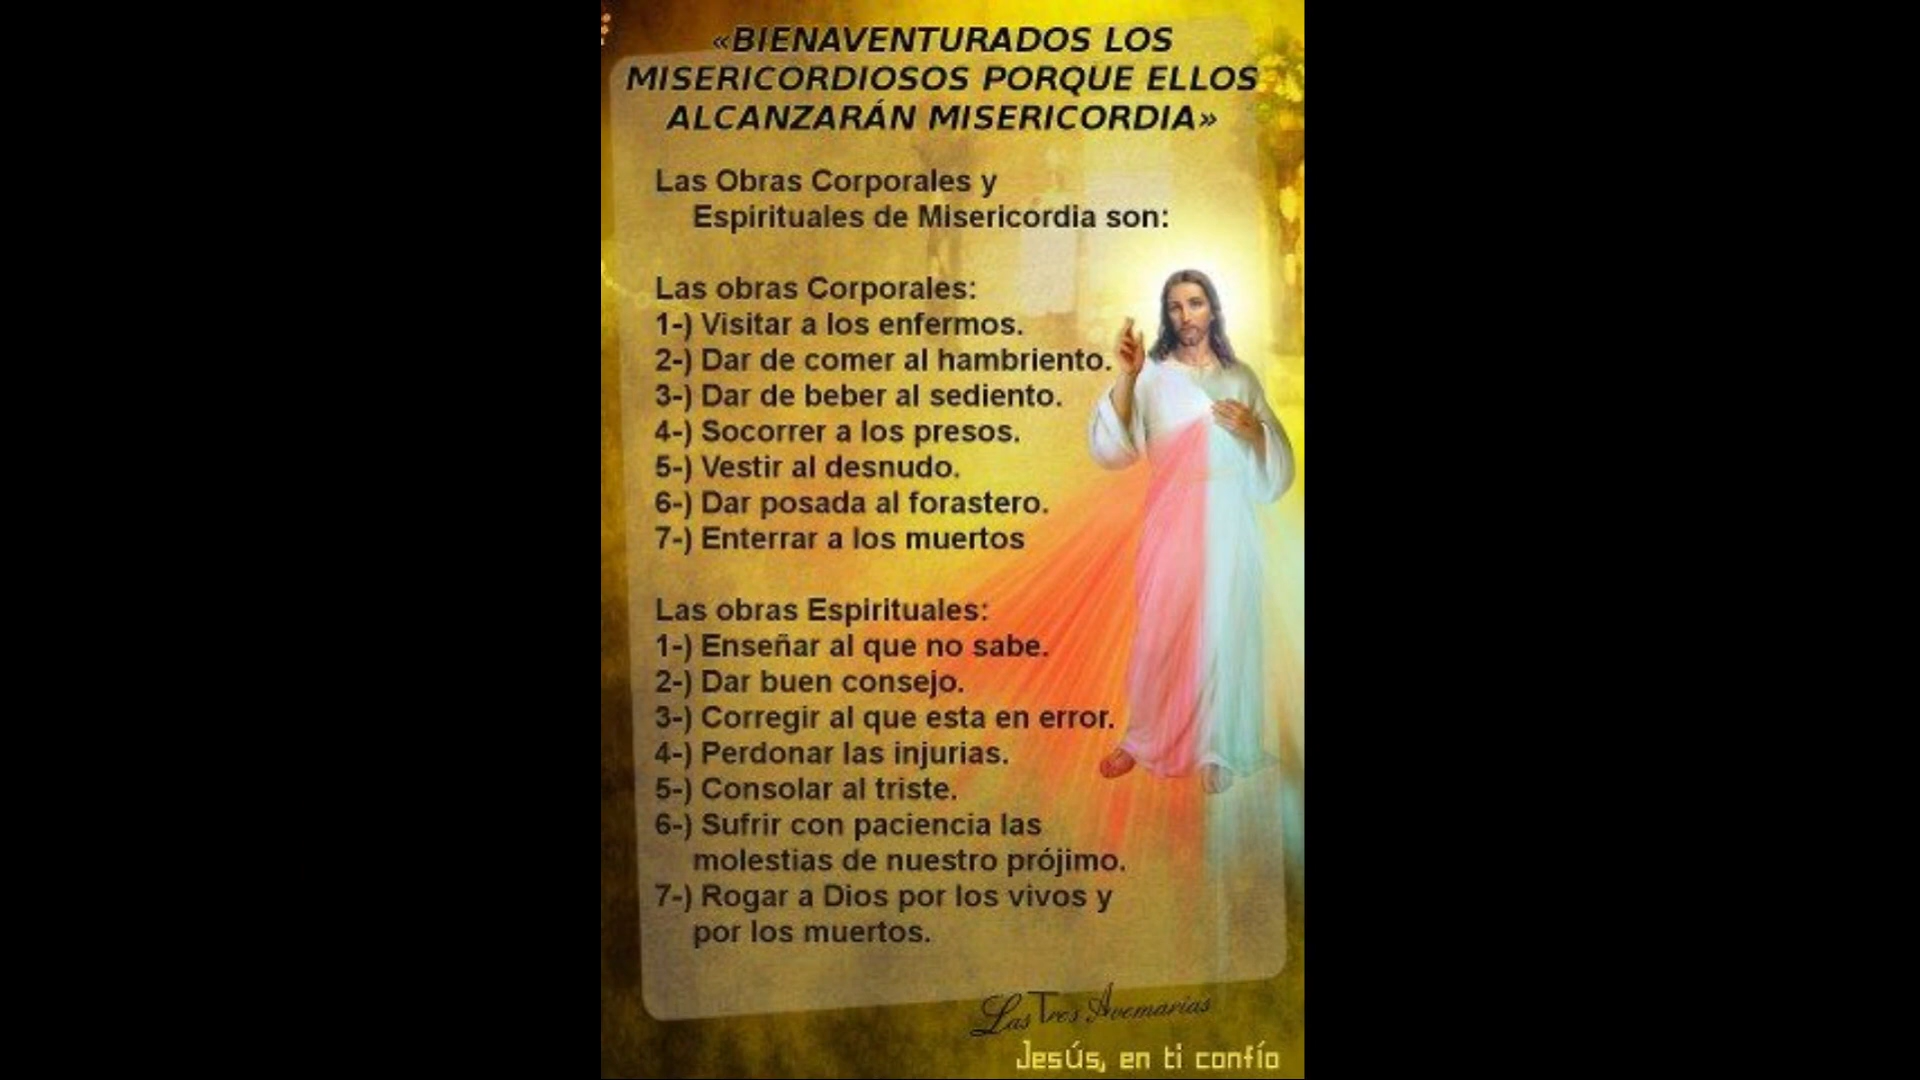 «BIENAVENTURADOS LOS
MISERICORDIOSOS PORQUE ELLOS
ALCANZARÁN MISERICORDIA»
Las Obras Corporales y
Espirituales de Misericordia son:
Las obras Corporales:
1-) Visitar a los enfermos.
2-) Dar de comer al hambriento.
3-) Dar de beber al sediento.
4-) Socorrer a los presos.
5-) Vestir al desnudo.
6-) Dar posada al forastero.
7-) Enterrar a los muertos
Las obras Espirituales:
1-) Enseñar al que no sabe.
2-) Dar buen consejo.
3-) Corregir al que esta en error.
4-) Perdonar las injurias.
5-) Consolar al triste.
6-) Sufrir con paciencia las
molestias de nuestro prójimo.
7-) Rogar a Dios por los vivos y
por los muertos.
Las Tres Avemarias
Jesús, en ti confío